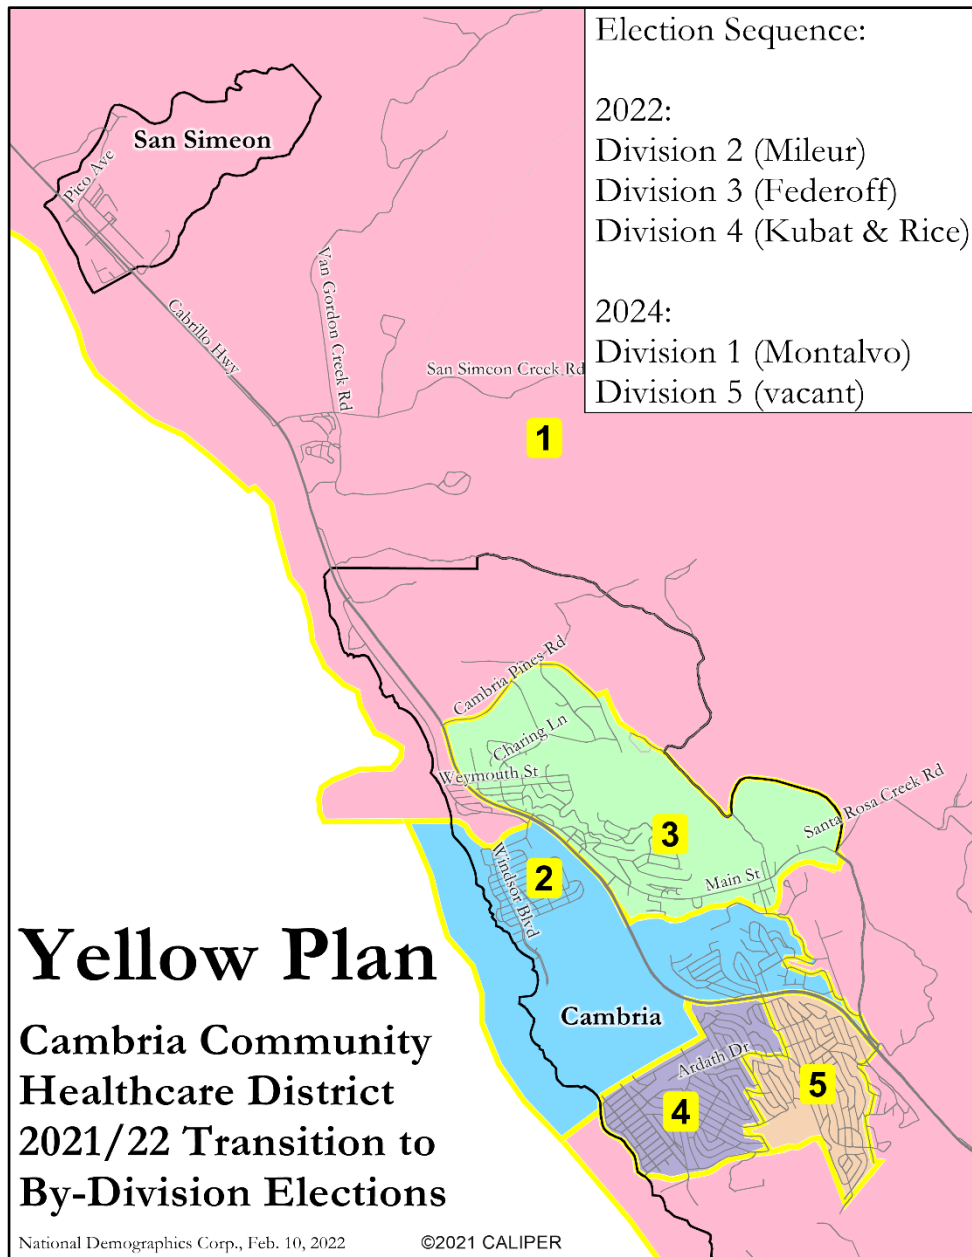 Election Sequence:
2022:
Division 2 (Mileur)
Division 3 (Federoff)
Division 4 (Kubat & Rice)
2024:
Division 1 (Montalvo)
Division 5 (vacant)
San Simeon
Pico Ave
Van Gordon Creek Rd
Cabrillo Hwy
San Simeon Creek Rd
1
Cambria Pines Rd
Charing Ln
Weymouth St
3
Santa Rosa Creek Rd
Main St
2
Windsor Blvd
Cambria
Ardath Dr
4
5
Yellow Plan
Cambria Community
Healthcare District
2021/22 Transition to
By-Division Elections
National Demographics Corp., Feb. 10, 2022
©2021 CALIPER